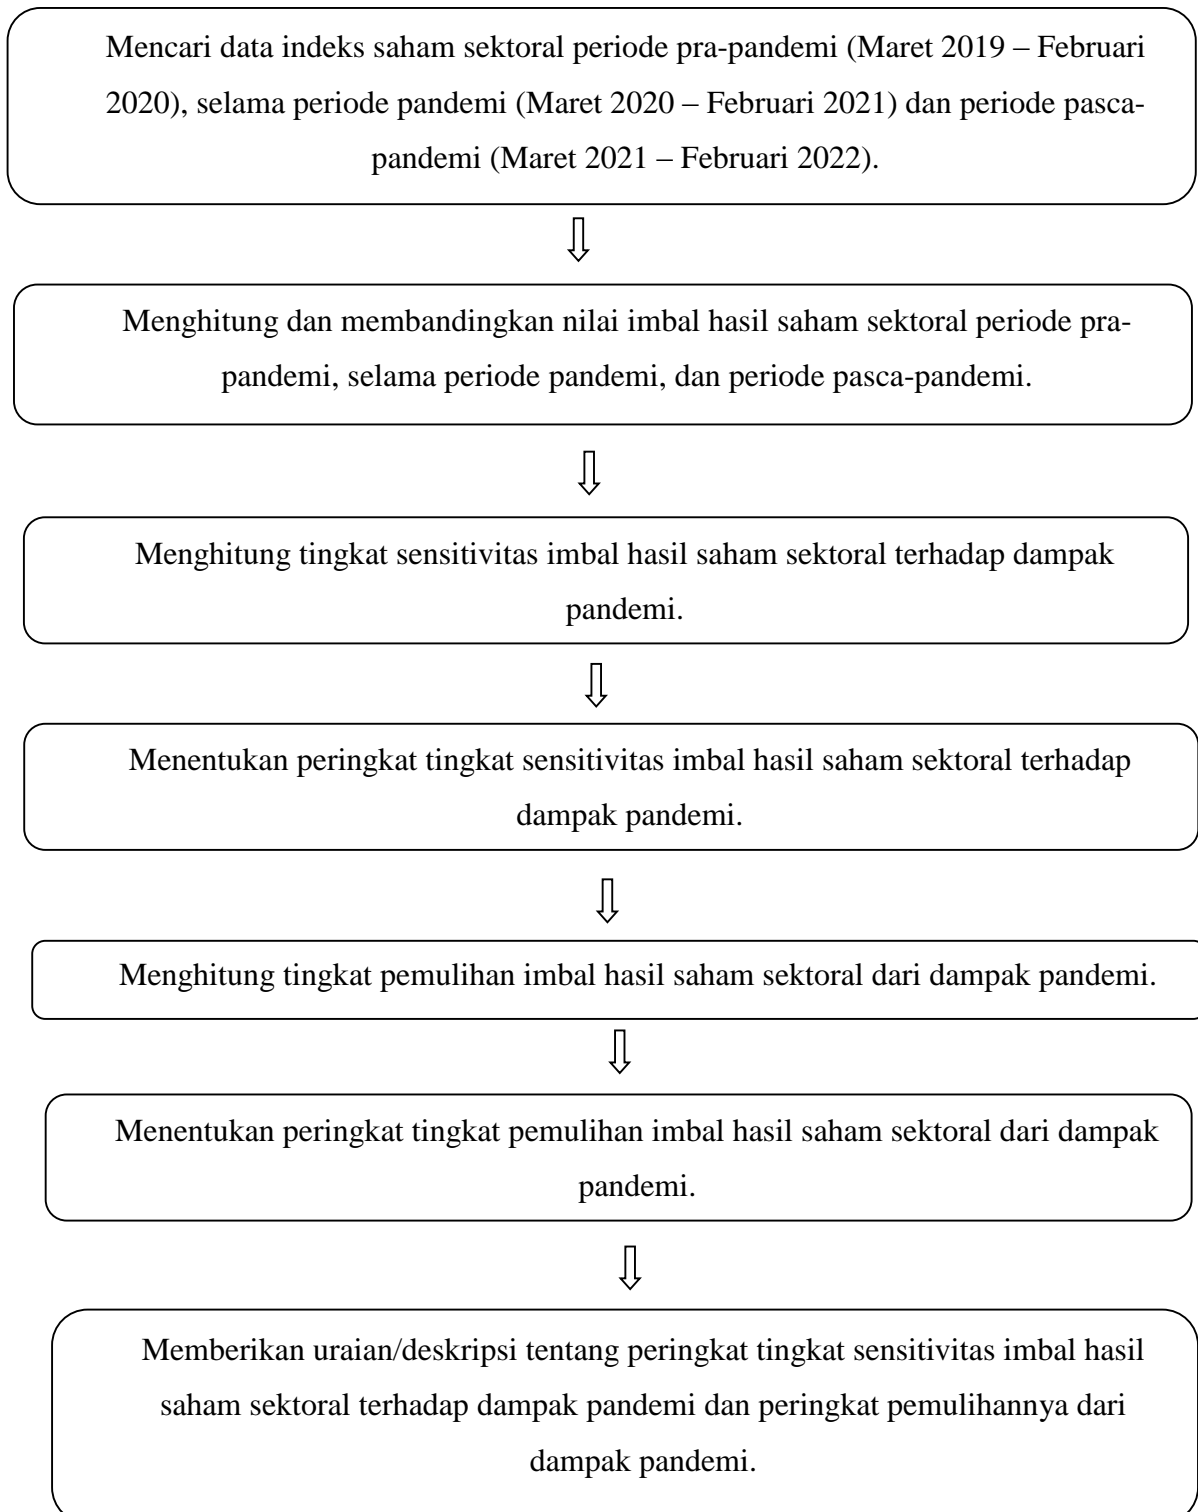 Mencari data indeks saham sektoral periode pra-pandemi (Maret 2019 – Februari
2020), selama periode pandemi (Maret 2020 – Februari 2021) dan periode pasca-
pandemi (Maret 2021 – Februari 2022).
Menghitung dan membandingkan nilai imbal hasil saham sektoral periode pra-
pandemi, selama periode pandemi, dan periode pasca-pandemi.
Menghitung tingkat sensitivitas imbal hasil saham sektoral terhadap dampak
pandemi.
Menentukan peringkat tingkat sensitivitas imbal hasil saham sektoral terhadap
dampak pandemi.
Menghitung tingkat pemulihan imbal hasil saham sektoral dari dampak pandemi.
Menentukan peringkat tingkat pemulihan imbal hasil saham sektoral dari dampak
pandemi.
Memberikan uraian/deskripsi tentang peringkat tingkat sensitivitas imbal hasil
saham sektoral terhadap dampak pandemi dan peringkat pemulihannya dari
dampak pandemi.